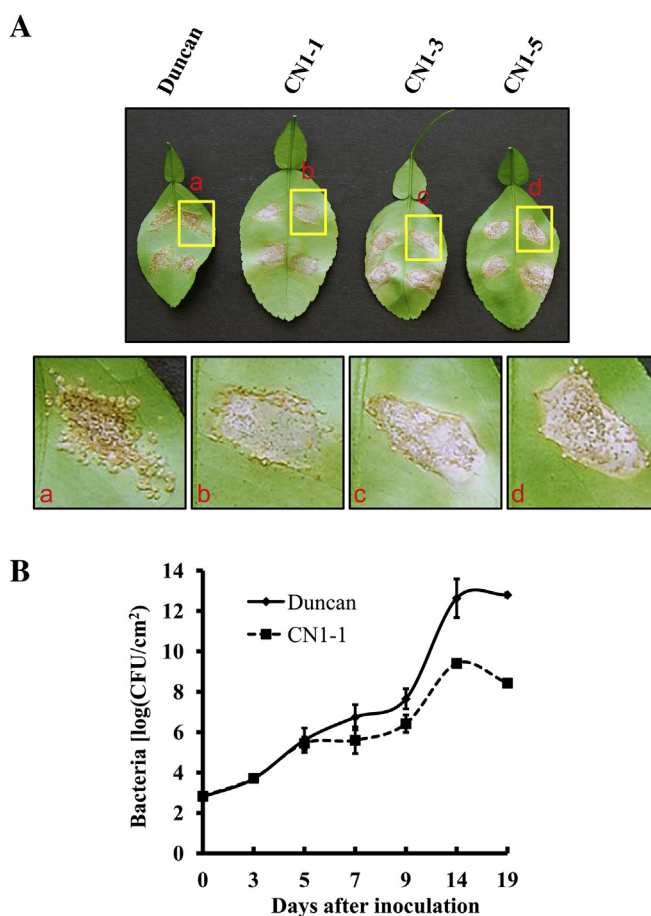 A
Duncan
CN1-1
CN1-3
CN1-5
a
b
c
d
a
b
c
d
B
14
12
10
8
6
4
2
0
Bacteria [log(CFU/cm²)
Duncan
CN1-1
0 3 5 7 9 14 19
Days after inoculation